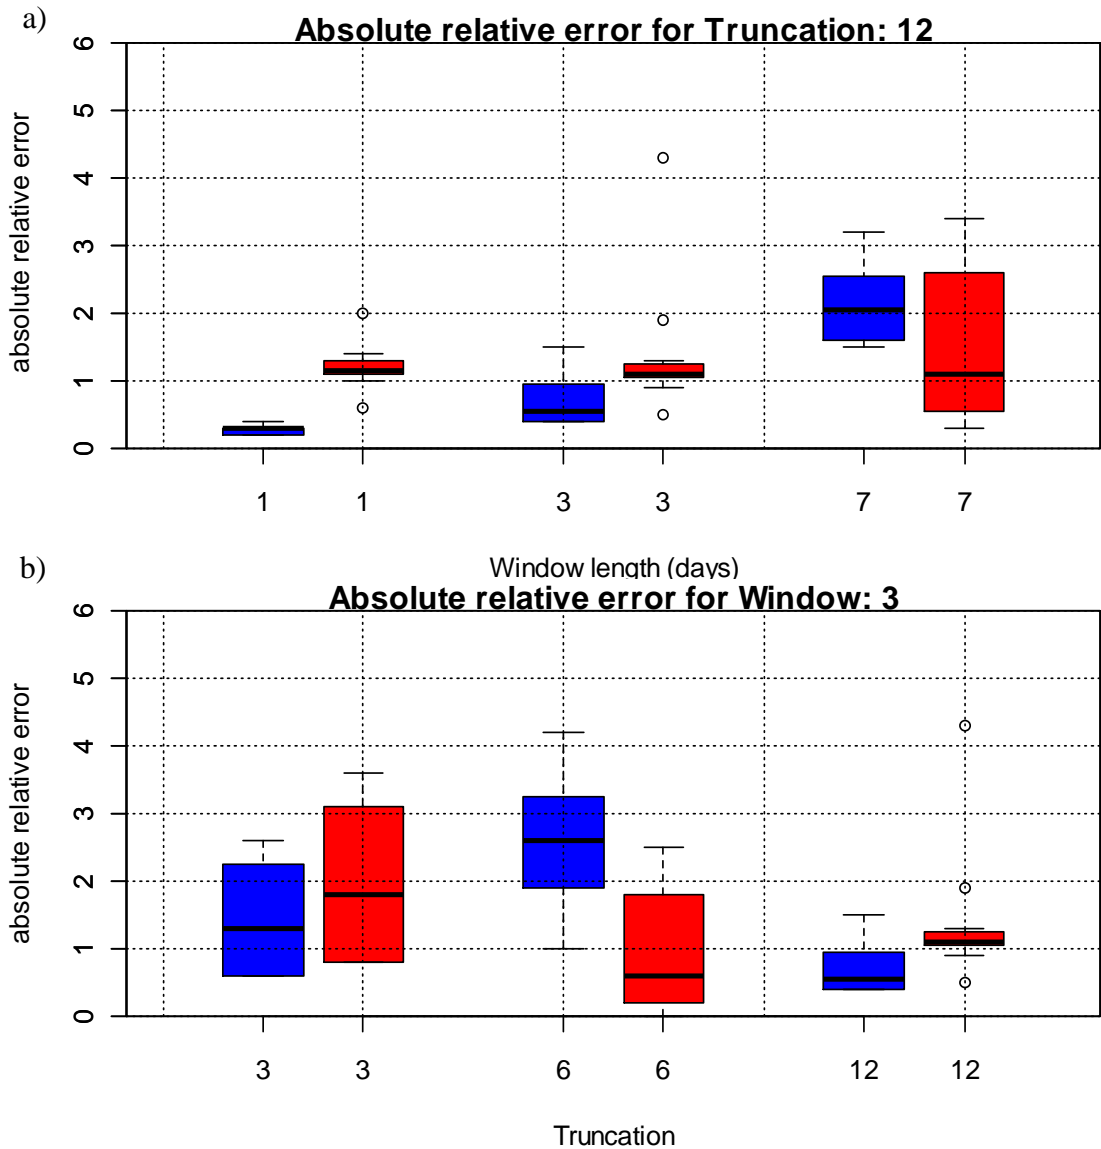 a)
Absolute relative error for Truncation: 12
absolute relative error
0 1 2 3 4 5 6
1 1 3 3 7 7
Window length (days)
b)
Absolute relative error for Window: 3
absolute relative error
0 1 2 3 4 5 6
3 3 6 6 12 12
Truncation